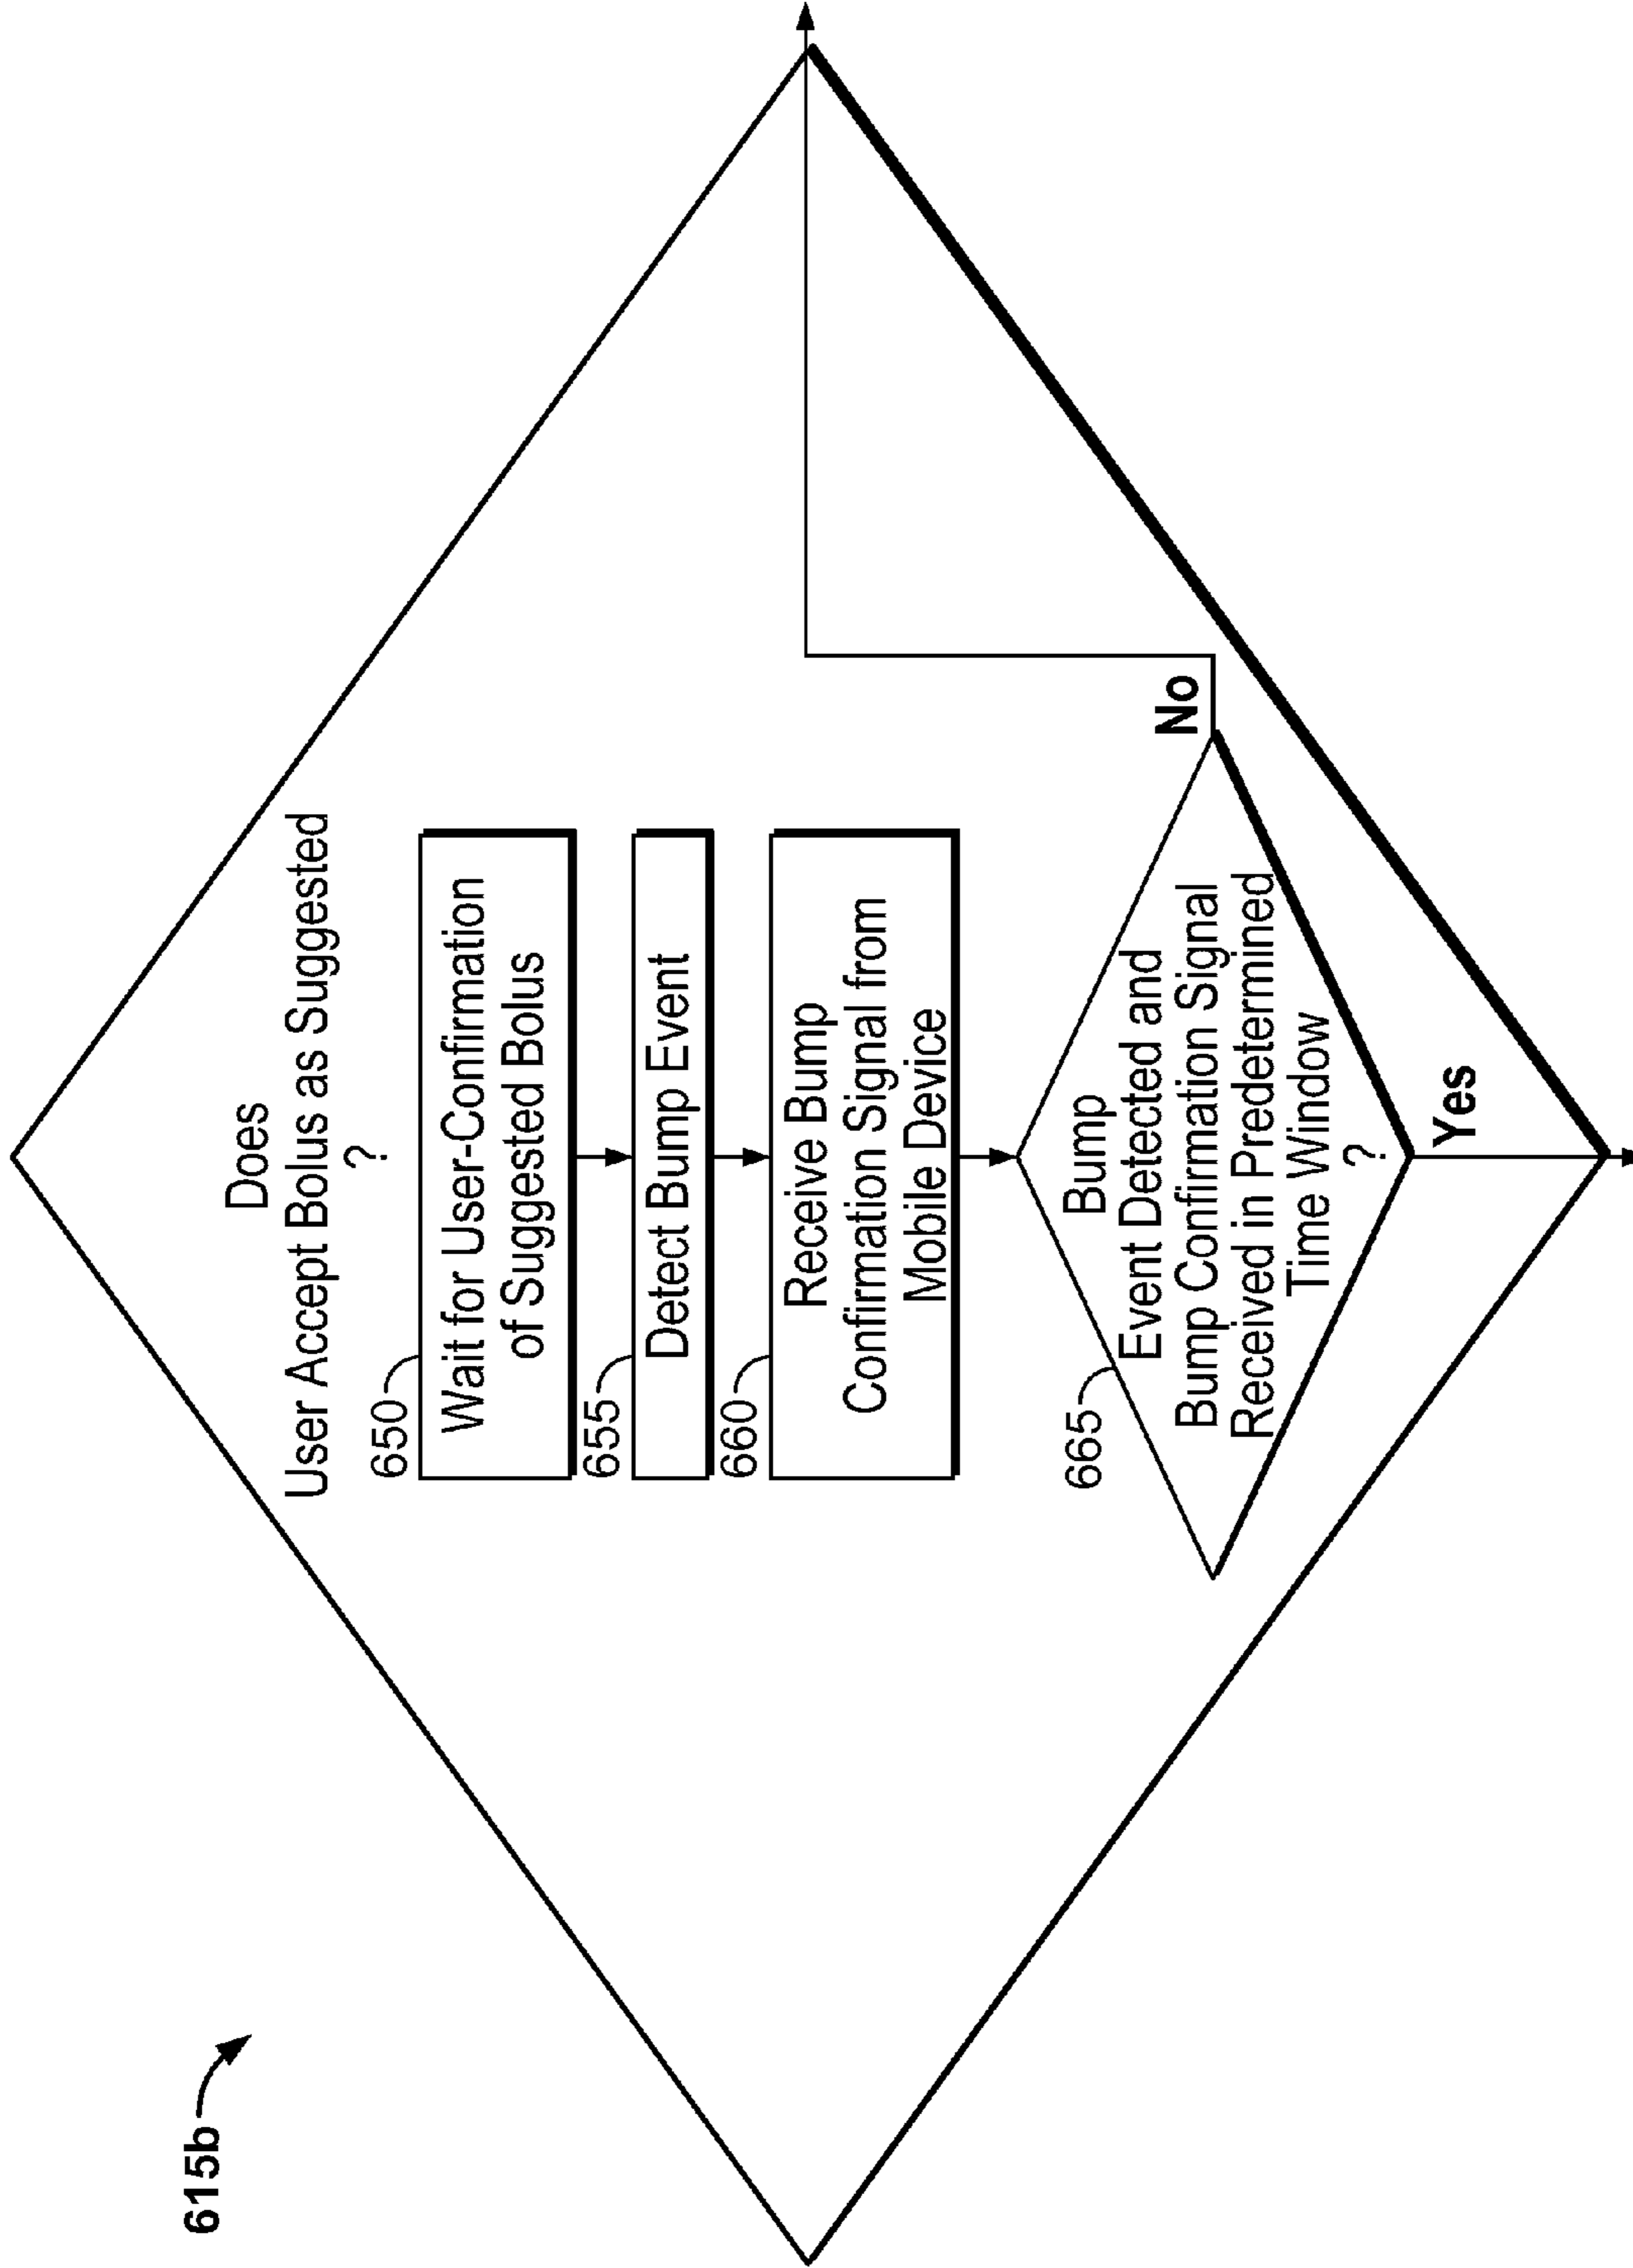 615b
Does
User Accept Bolus as Suggested
?
650
Wait for User-Confirmation
of Suggested Bolus
655
Detect Bump Event
660
Receive Bump
Confirmation Signal from
Mobile Device
665
Bump
Event Detected and
Bump Confirmation Signal
Received in Predetermined
Time Window
?
No
Yes